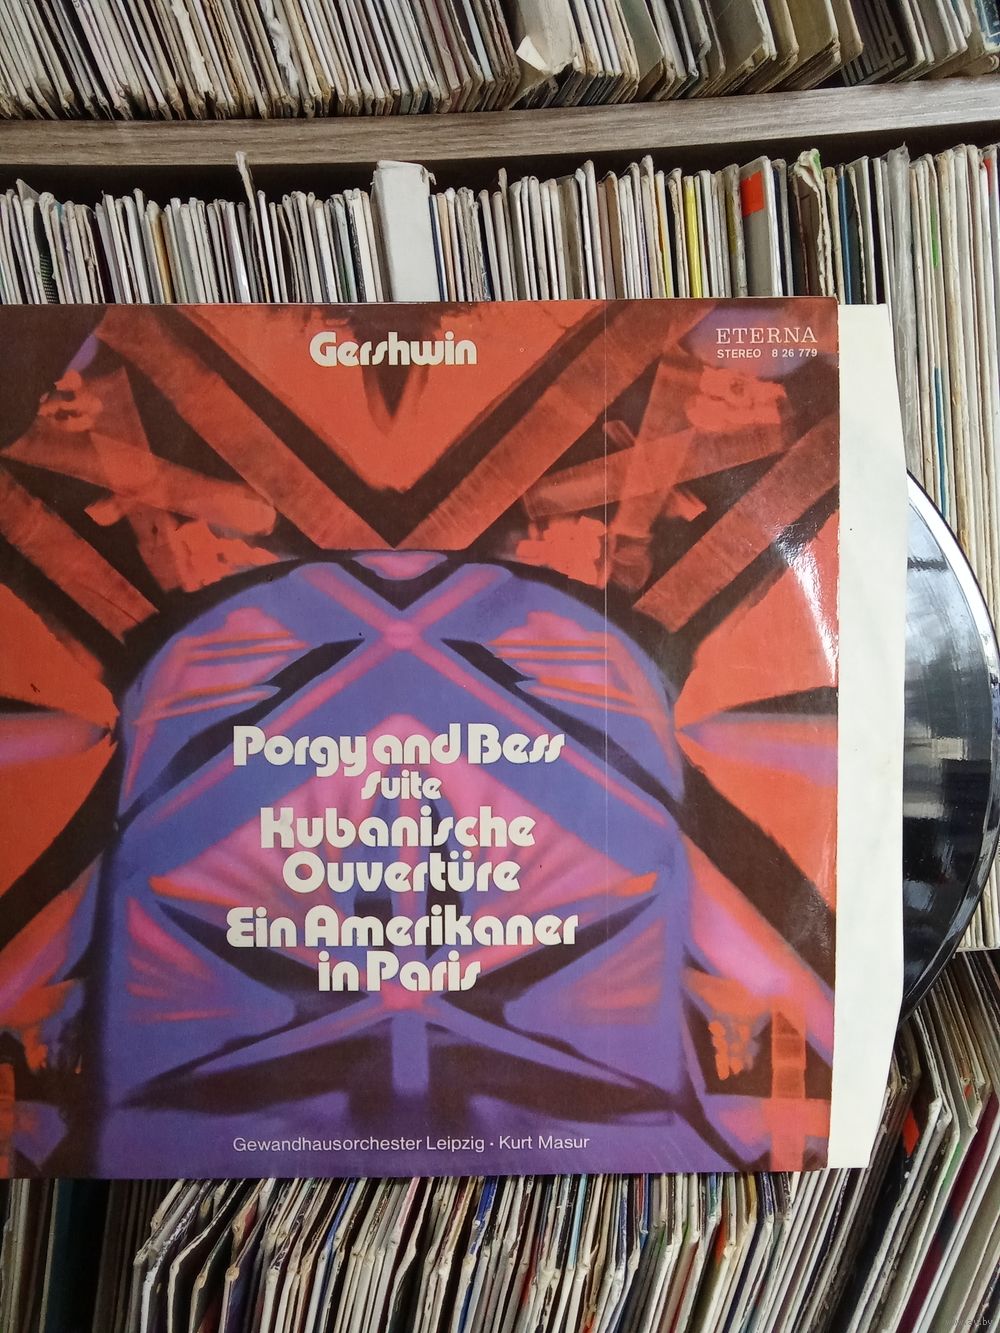 Gershwin
ETERNA
STEREO 8 26 779
Porgy and Bess
Suite
Kubanische
Ouvertüre
Ein Amerikaner
in Paris
Gewandhausorchester Leipzig · Kurt Masur